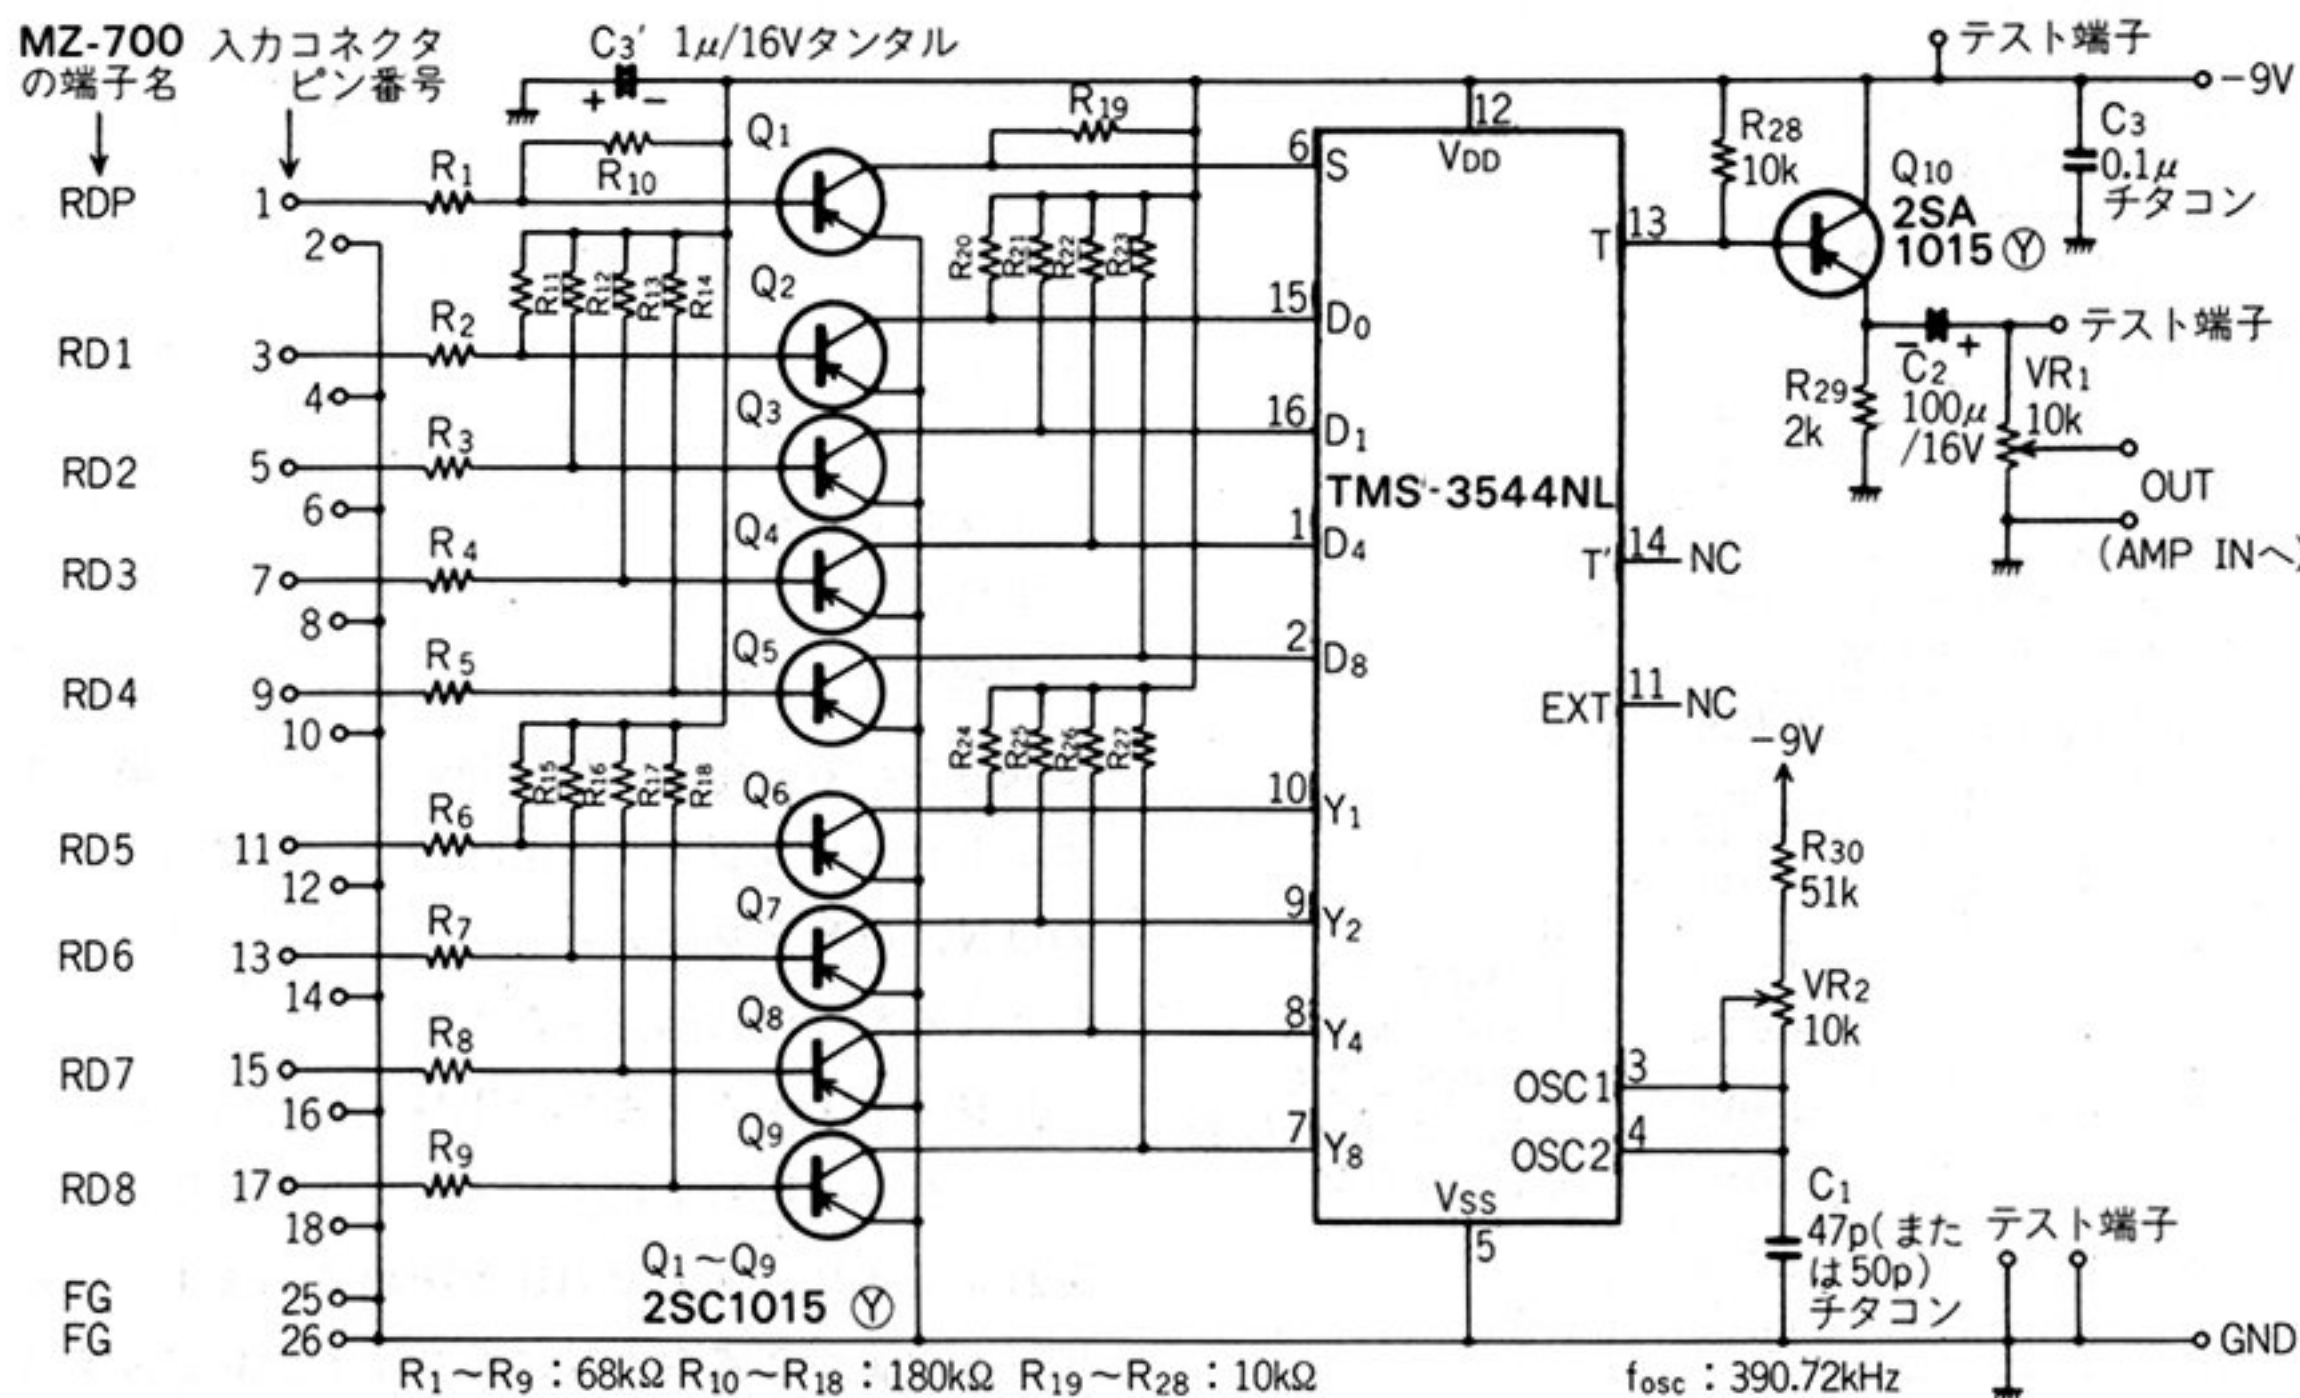 MZ-700 入力コネクタ
の端子名 ピン番号
C3′ 1μ/16Vタンタル
テスト端子
-9V
+ -
R19
12
VDD
R28
10k
C3
0.1μ
チタコン
Q10
2SA
1015 Ⓨ
Q1
R10
6 S
RDP 1 R1
2
T 13
R11 R12 R13 R14
R20 R21 R22 R23
Q2
15 D0
RD1 3 R2
4
- +
テスト端子
C2
100μ
/16V
VR1
10k
R29
2k
OUT
(AMP INへ)
Q3
16 D1
RD2 5 R3
6
TMS-3544NL
Q4
1 D4
RD3 7 R4
8
T′ 14 NC
Q5
2 D8
RD4 9 R5
10
EXT 11 NC
-9V
R15 R16 R17 R18
R24 R25 R26 R27
Q6
10 Y1
RD5 11 R6
12
R30
51k
Q7
9 Y2
RD6 13 R7
14
VR2
10k
Q8
8 Y4
RD7 15 R8
16
OSC1 3
OSC2 4
Q9
7 Y8
RD8 17 R9
18
VSS
5
C1
47p(また
は50p)
チタコン
テスト端子
Q1~Q9
2SC1015 Ⓨ
FG 25
FG 26
GND
R1~R9：68kΩ R10~R18：180kΩ R19~R28：10kΩ
fosc：390.72kHz